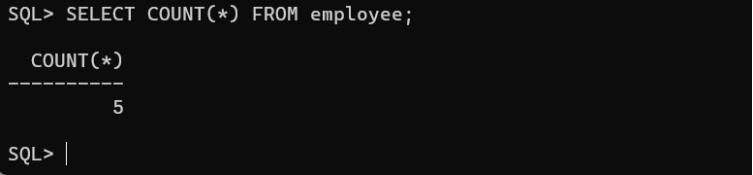 SQL> SELECT COUNT(*) FROM employee;
  COUNT(*)
----------
         5
SQL>